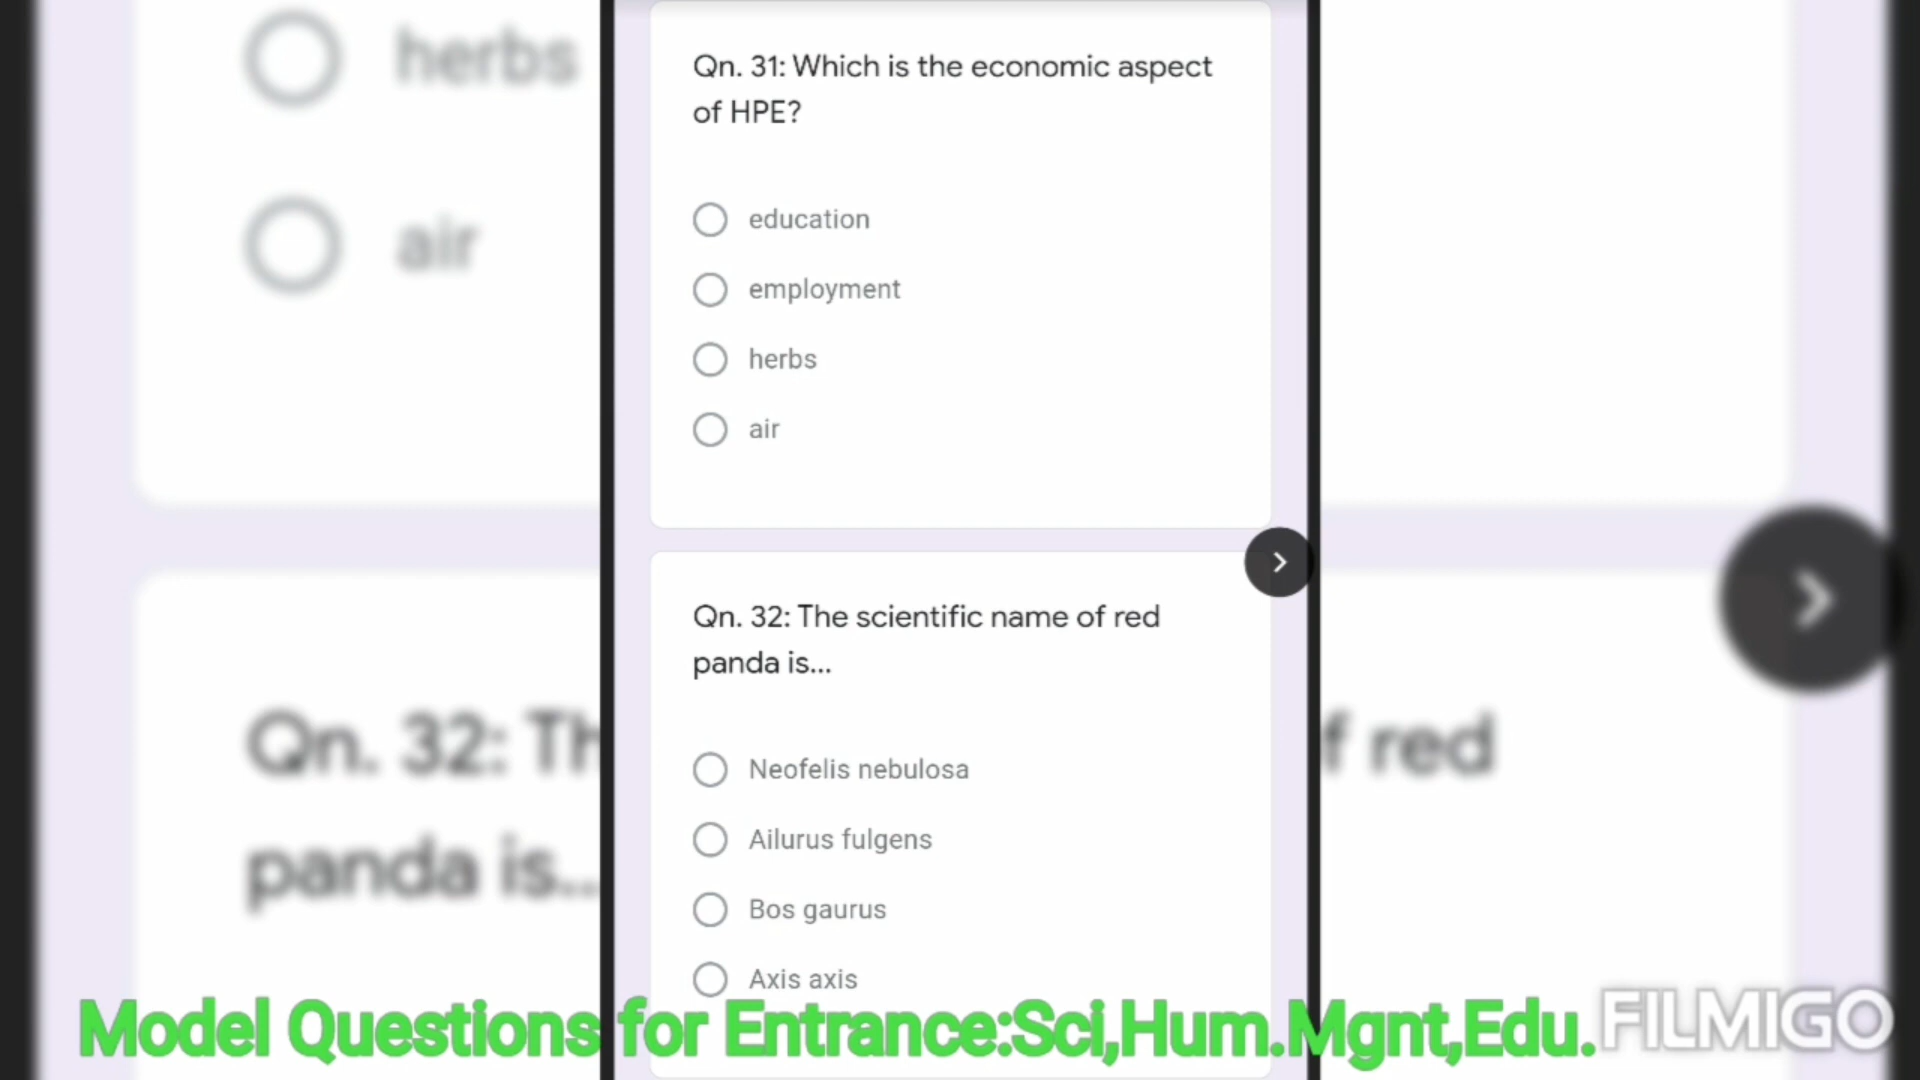 herbs
air
Qn. 31: Which is the economic aspect
of HPE?
education
employment
herbs
air
Qn. 32: The scientific name of red
panda is...
Neofelis nebulosa
Ailurus fulgens
Bos gaurus
Axis axis
Qn. 32: Th
f red
panda is...
Model Questions for Entrance:Sci,Hum.Mgnt,Edu.
FILMIGO